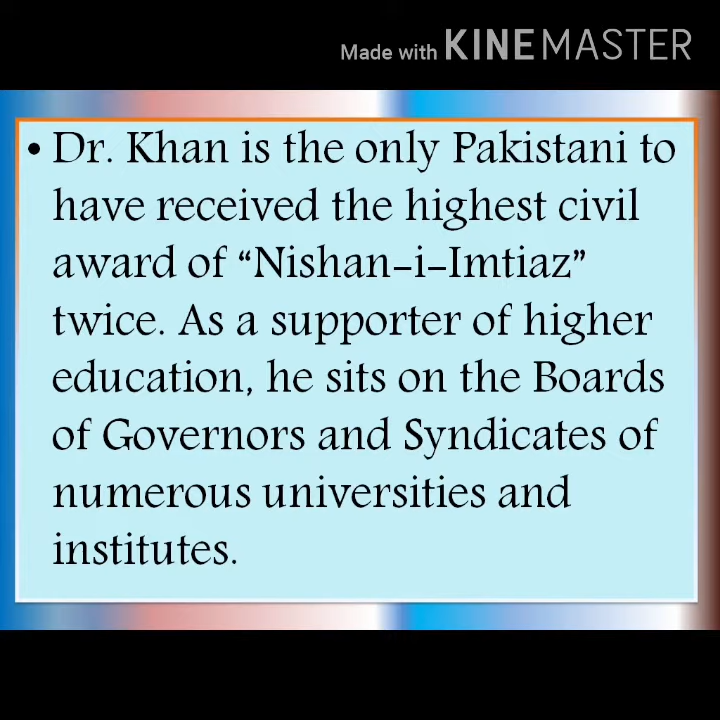 Made with KINEMASTER
• Dr. Khan is the only Pakistani to
have received the highest civil
award of “Nishan-i-Imtiaz”
twice. As a supporter of higher
education, he sits on the Boards
of Governors and Syndicates of
numerous universities and
institutes.